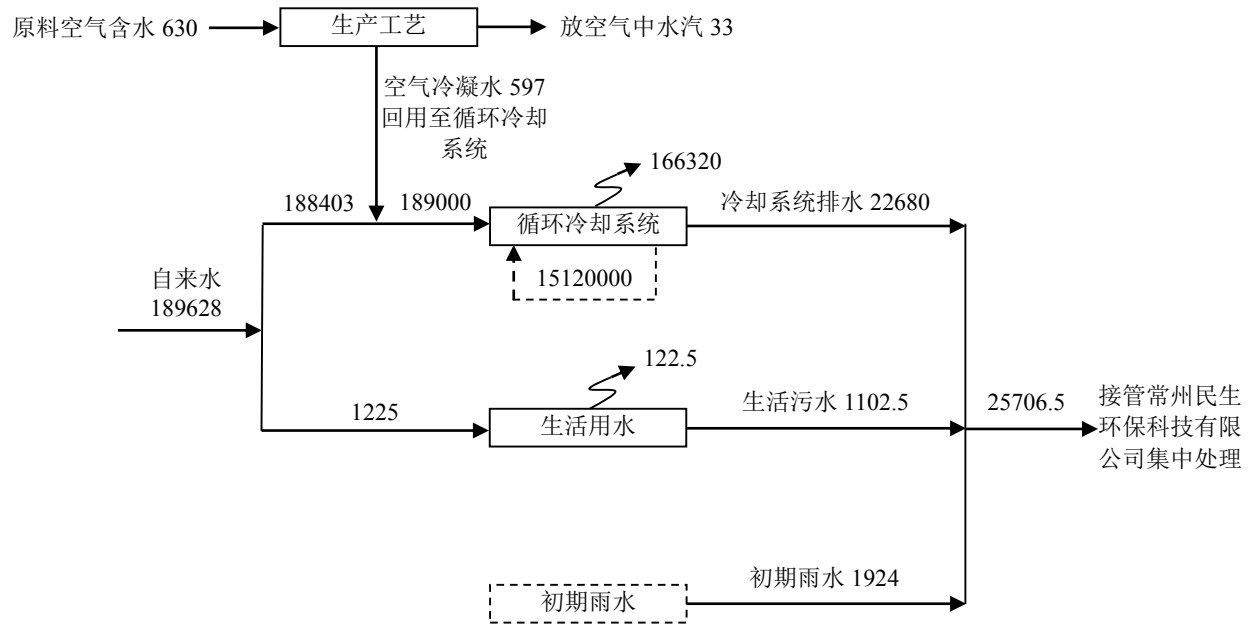 原料空气含水 630
生产工艺
放空气中水汽 33
空气冷凝水 597
回用至循环冷却
系统
166320
188403
189000
循环冷却系统
冷却系统排水 22680
15120000
自来水
189628
122.5
1225
生活用水
生活污水 1102.5
25706.5
接管常州民生
环保科技有限
公司集中处理
初期雨水
初期雨水 1924